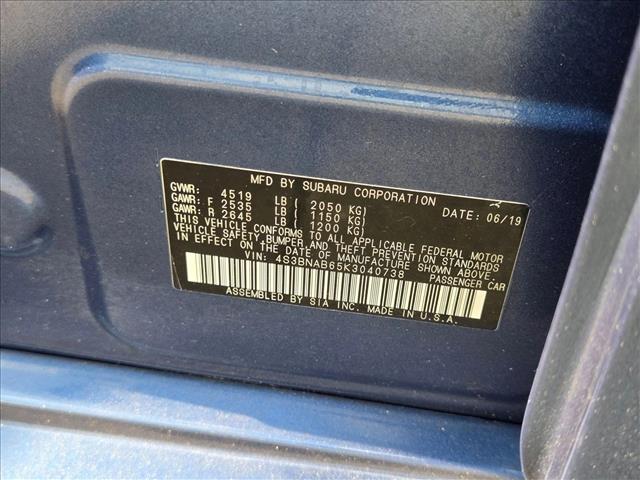 MFD BY SUBARU CORPORATION
GVWR: 4519 LB ( 2050 KG) DATE: 06/19
GAWR: F 2535 LB ( 1150 KG)
GAWR: R 2645 LB ( 1200 KG)
THIS VEHICLE CONFORMS TO ALL APPLICABLE FEDERAL MOTOR
VEHICLE SAFETY, BUMPER, AND THEFT PREVENTION STANDARDS
IN EFFECT ON THE DATE OF MANUFACTURE SHOWN ABOVE.
VIN: 4S3BNAB65K3040738 PASSENGER CAR
ASSEMBLED BY SIA INC. MADE IN U.S.A.